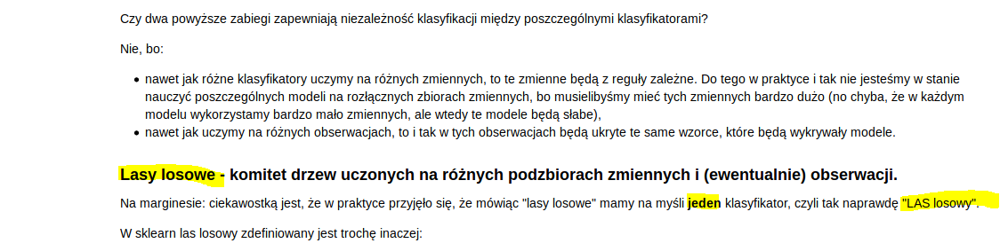 Czy dwa powyższe zabiegi zapewniają niezależność klasyfikacji między poszczególnymi klasyfikatorami?
Nie, bo:
nawet jak różne klasyfikatory uczymy na różnych zmiennych, to te zmienne będą z reguły zależne. Do tego w praktyce i tak nie jesteśmy w stanie
nauczyć poszczególnych modeli na rozłącznych zbiorach zmiennych, bo musielibyśmy mieć tych zmiennych bardzo dużo (no chyba, że w każdym
modelu wykorzystamy bardzo mało zmiennych, ale wtedy te modele będą słabe),
nawet jak uczymy na różnych obserwacjach, to i tak w tych obserwacjach będą ukryte te same wzorce, które będą wykrywały modele.
Lasy losowe - komitet drzew uczonych na różnych podzbiorach zmiennych i (ewentualnie) obserwacji.
Na marginesie: ciekawostką jest, że w praktyce przyjęło się, że mówiąc "lasy losowe" mamy na myśli jeden klasyfikator, czyli tak naprawdę "LAS losowy".
W sklearn las losowy zdefiniowany jest trochę inaczej: